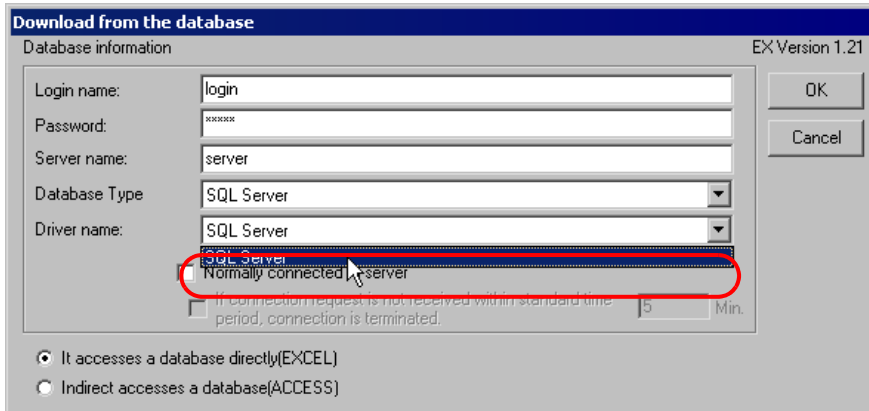 Download from the database
Database information
EX Version 1.21
Login name:
login
OK
Password:
*****
Cancel
Server name:
server
Database Type
SQL Server
Driver name:
SQL Server
SQL Server
Normally connected server
If connection request is not received within standard time
period, connection is terminated.
5
Min.
It accesses a database directly(EXCEL)
Indirect accesses a database(ACCESS)